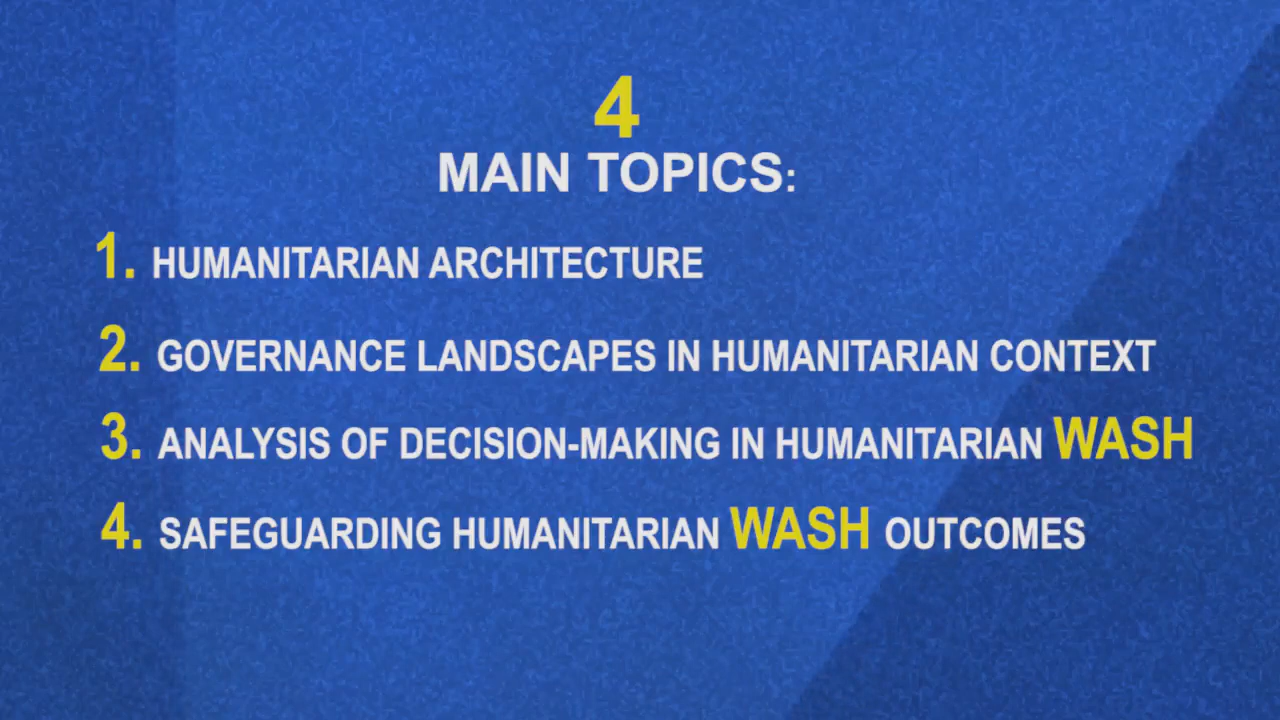 4
MAIN TOPICS:
1. HUMANITARIAN ARCHITECTURE
2. GOVERNANCE LANDSCAPES IN HUMANITARIAN CONTEXT
3. ANALYSIS OF DECISION-MAKING IN HUMANITARIAN WASH
4. SAFEGUARDING HUMANITARIAN WASH OUTCOMES